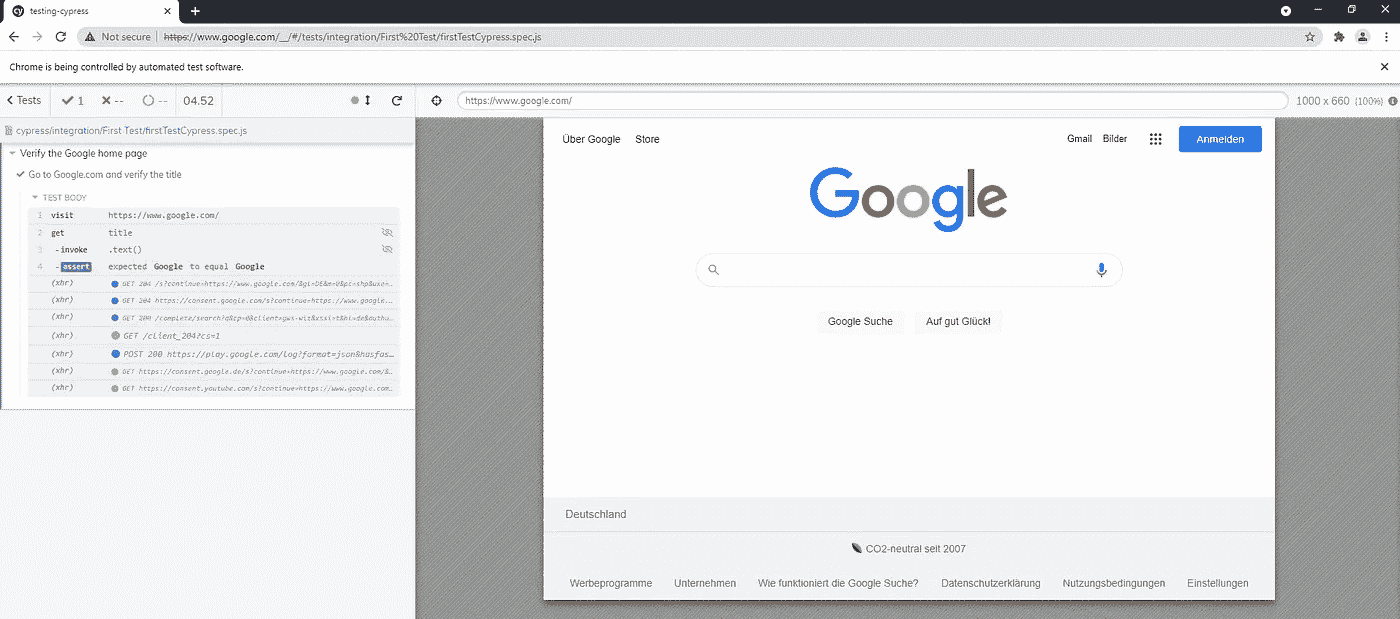 testing-cypress
Not secure https://www.google.com/__/#/tests/integration/First%20Test/firstTestCypress.spec.js
Chrome is being controlled by automated test software.
Tests 1 -- -- 04.52
https://www.google.com/ 1000 x 660 (100%)
cypress/integration/First Test/firstTestCypress.spec.js
Verify the Google home page
Go to Google.com and verify the title
TEST BODY
1 visit https://www.google.com/
2 get title
3 -invoke .text()
4 -assert expected Google to equal Google
(xhr) GET 204 /s?continue=https://www.google.com/&gl=DE&m=0&pc=shp&uxe=...
(xhr) GET 204 https://consent.google.com/s?continue=https://www.google....
(xhr) GET 200 /complete/search?q&cp=0&client=gws-wiz&xssi=t&hl=de&authu...
(xhr) GET /client_204?cs=1
(xhr) POST 200 https://play.google.com/log?format=json&hasfas...
(xhr) GET https://consent.google.de/s?continue=https://www.google.com/&...
(xhr) GET https://consent.youtube.com/s?continue=https://www.google.com...
Über Google Store Gmail Bilder Anmelden
Google
Google Suche Auf gut Glück!
Deutschland
CO2-neutral seit 2007
Werbeprogramme Unternehmen Wie funktioniert die Google Suche? Datenschutzerklärung Nutzungsbedingungen Einstellungen